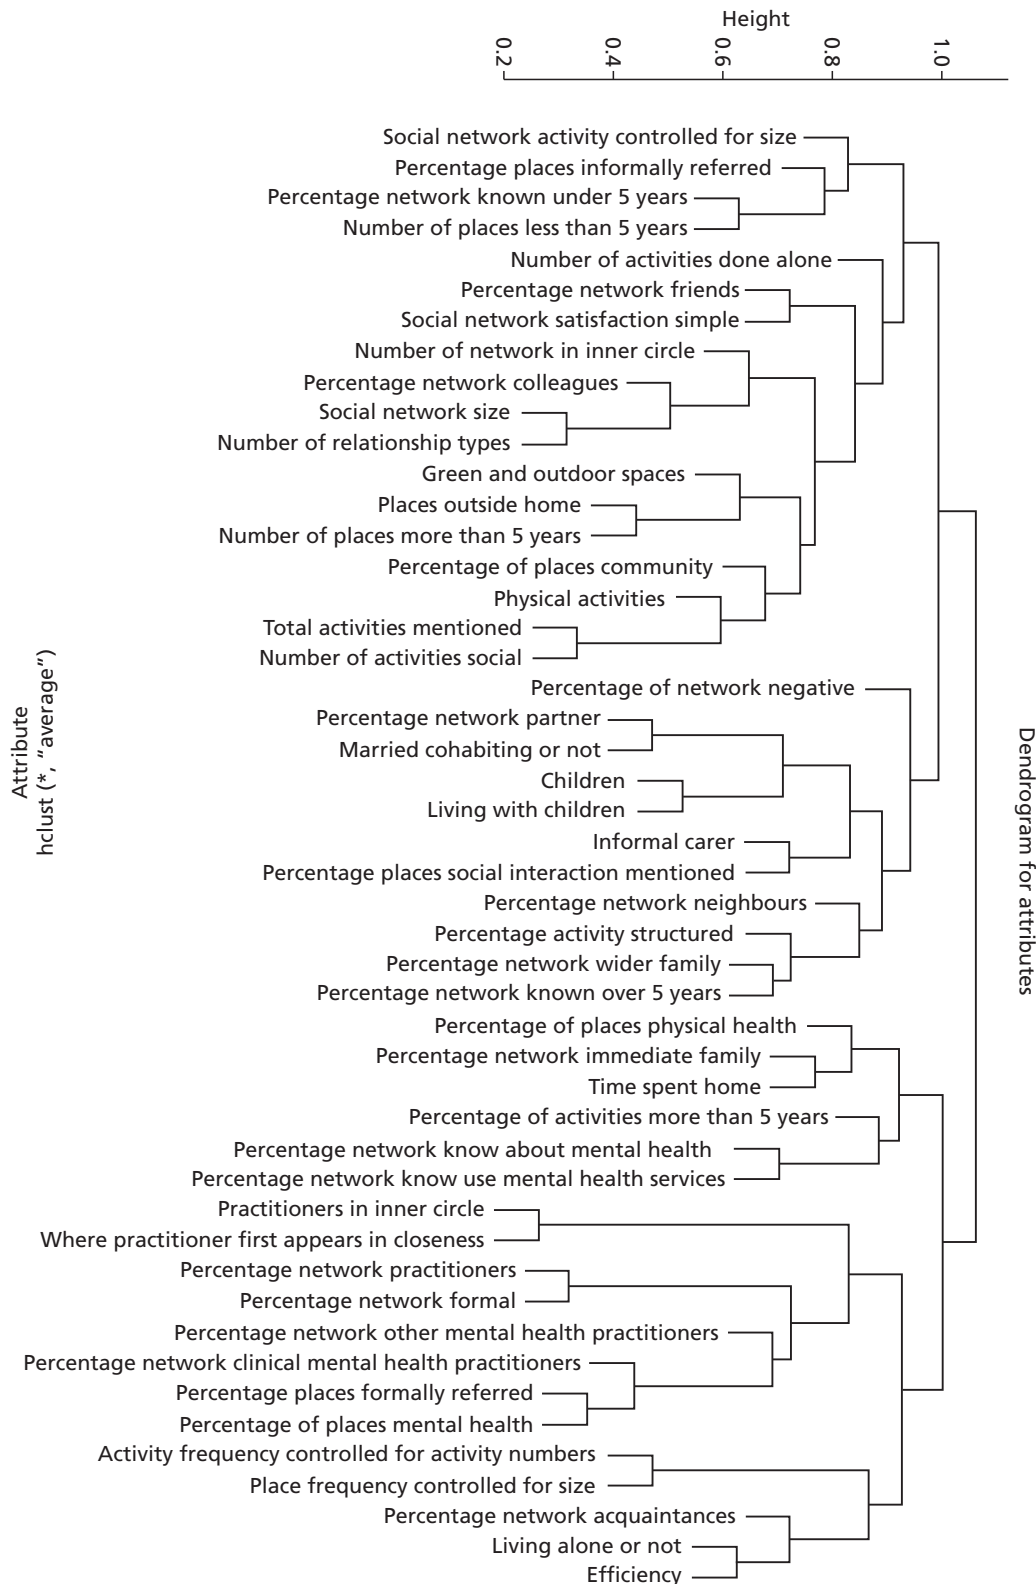 Height
0.2
0.4
0.6
0.8
1.0
Social network activity controlled for size
Percentage places informally referred
Percentage network known under 5 years
Number of places less than 5 years
Number of activities done alone
Percentage network friends
Social network satisfaction simple
Number of network in inner circle
Percentage network colleagues
Social network size
Number of relationship types
Green and outdoor spaces
Places outside home
Number of places more than 5 years
Percentage of places community
Physical activities
Total activities mentioned
Number of activities social
Percentage of network negative
Percentage network partner
Married cohabiting or not
Children
Living with children
Informal carer
Percentage places social interaction mentioned
Percentage network neighbours
Percentage activity structured
Percentage network wider family
Percentage network known over 5 years
Percentage of places physical health
Percentage network immediate family
Time spent home
Percentage of activities more than 5 years
Percentage network know about mental health
Percentage network know use mental health services
Practitioners in inner circle
Where practitioner first appears in closeness
Percentage network practitioners
Percentage network formal
Percentage network other mental health practitioners
Percentage network clinical mental health practitioners
Percentage places formally referred
Percentage of places mental health
Activity frequency controlled for activity numbers
Place frequency controlled for size
Percentage network acquaintances
Living alone or not
Efficiency
Attribute
hclust (*, “average”)
Dendrogram for attributes